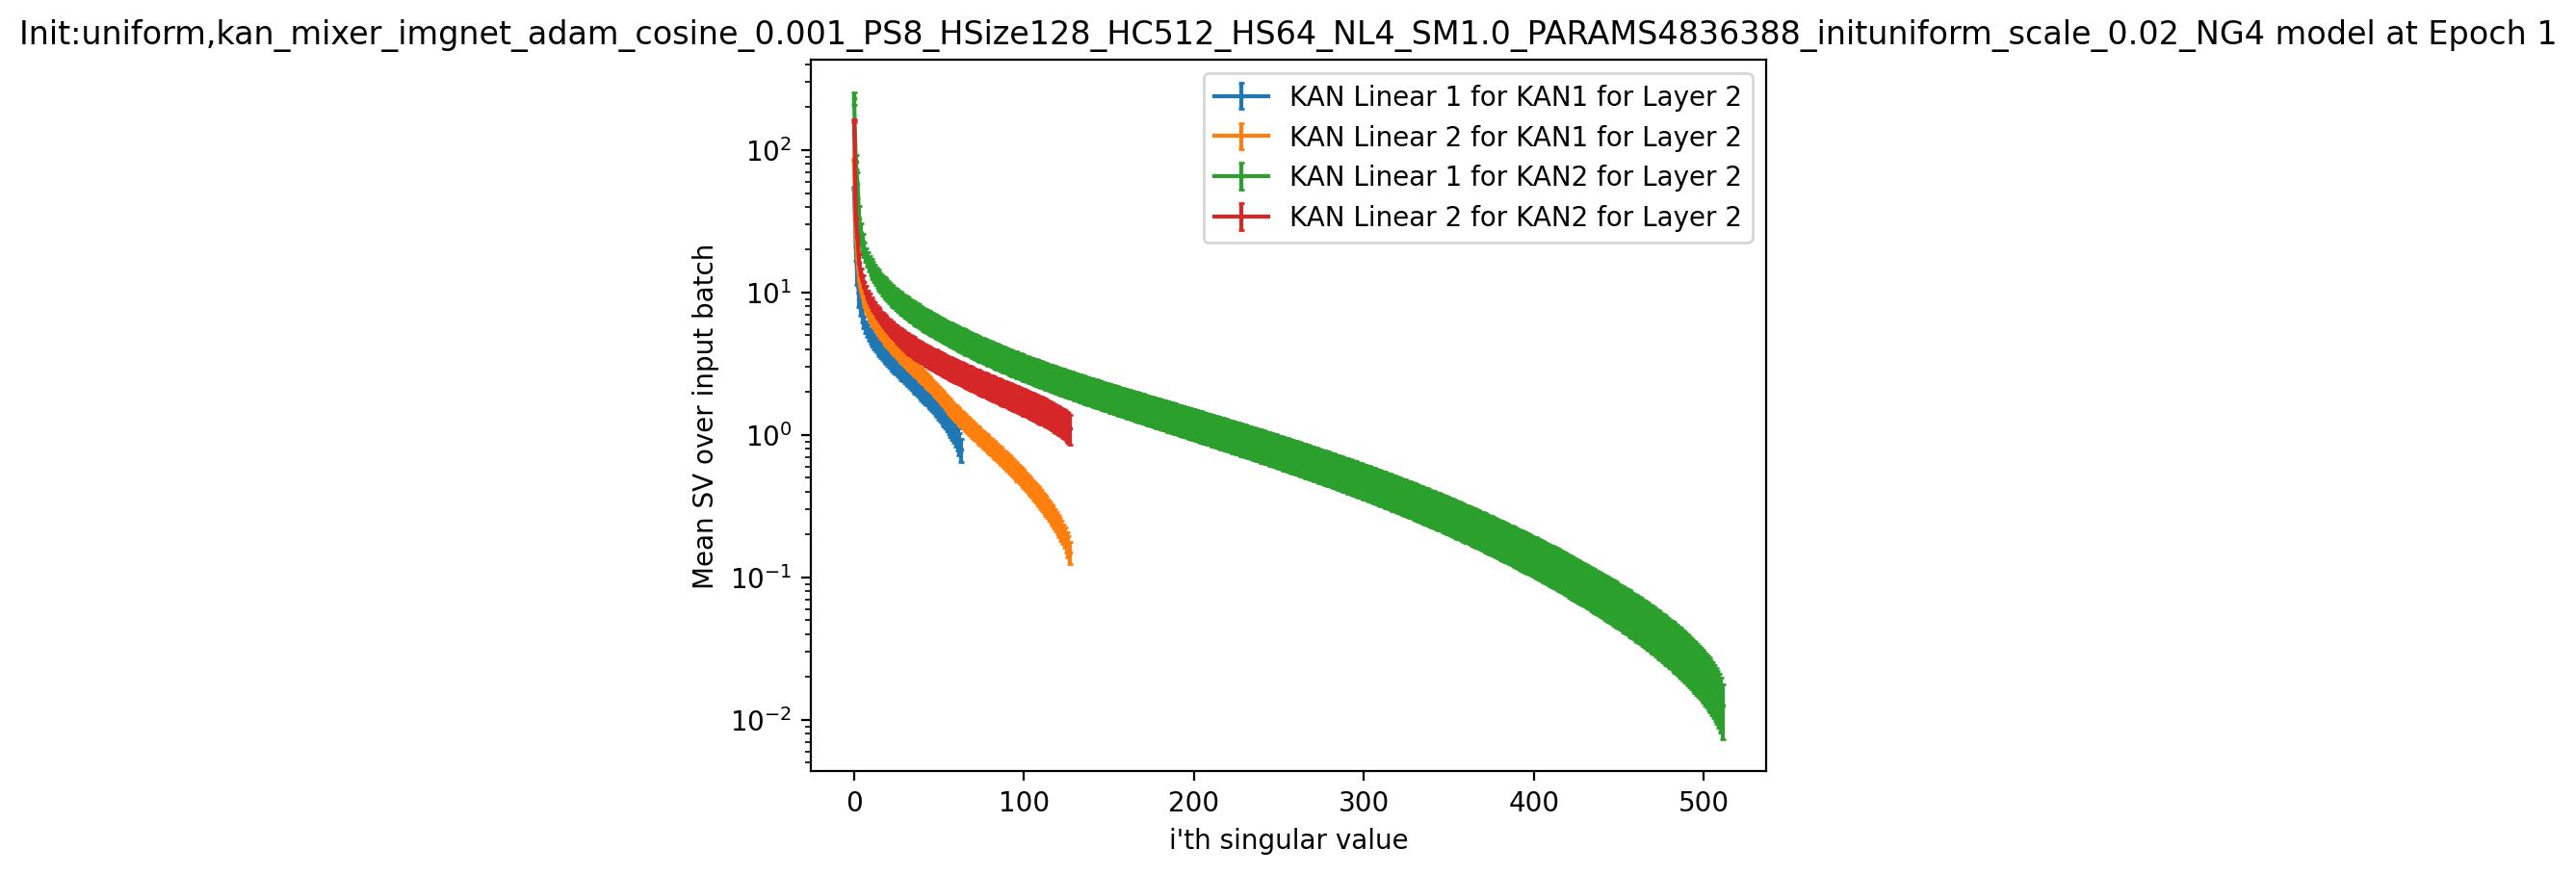 Init:uniform,kan_mixer_imgnet_adam_cosine_0.001_PS8_HSize128_HC512_HS64_NL4_SM1.0_PARAMS4836388_inituniform_scale_0.02_NG4 model at Epoch 1
KAN Linear 1 for KAN1 for Layer 2
KAN Linear 2 for KAN1 for Layer 2
KAN Linear 1 for KAN2 for Layer 2
KAN Linear 2 for KAN2 for Layer 2
Mean SV over input batch
10²
10¹
10⁰
10⁻¹
10⁻²
0 100 200 300 400 500
i'th singular value